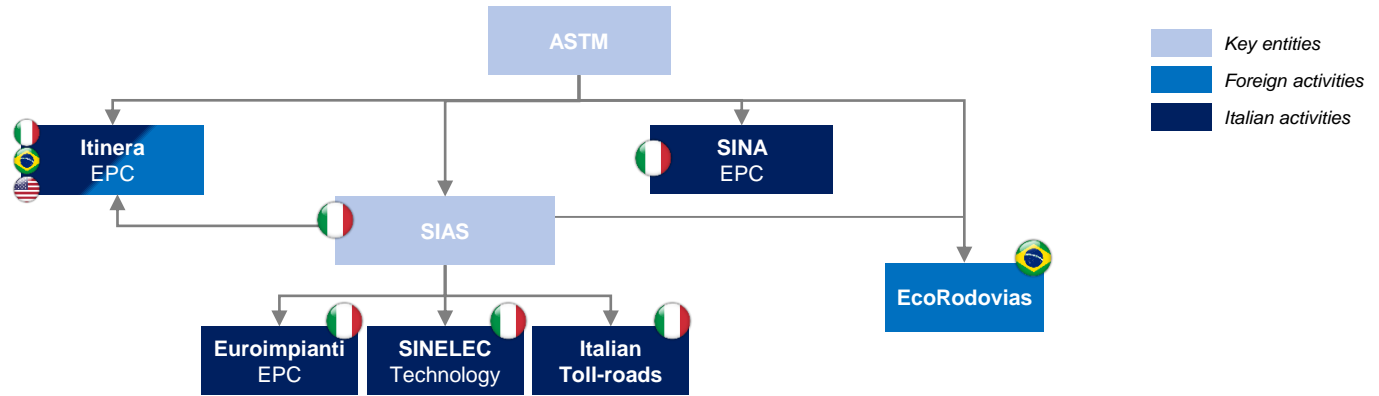 ASTM
Key entities
Foreign activities
Italian activities
Itinera
EPC
SINA
EPC
SIAS
EcoRodovias
Euroimpianti
EPC
SINELEC
Technology
Italian
Toll-roads